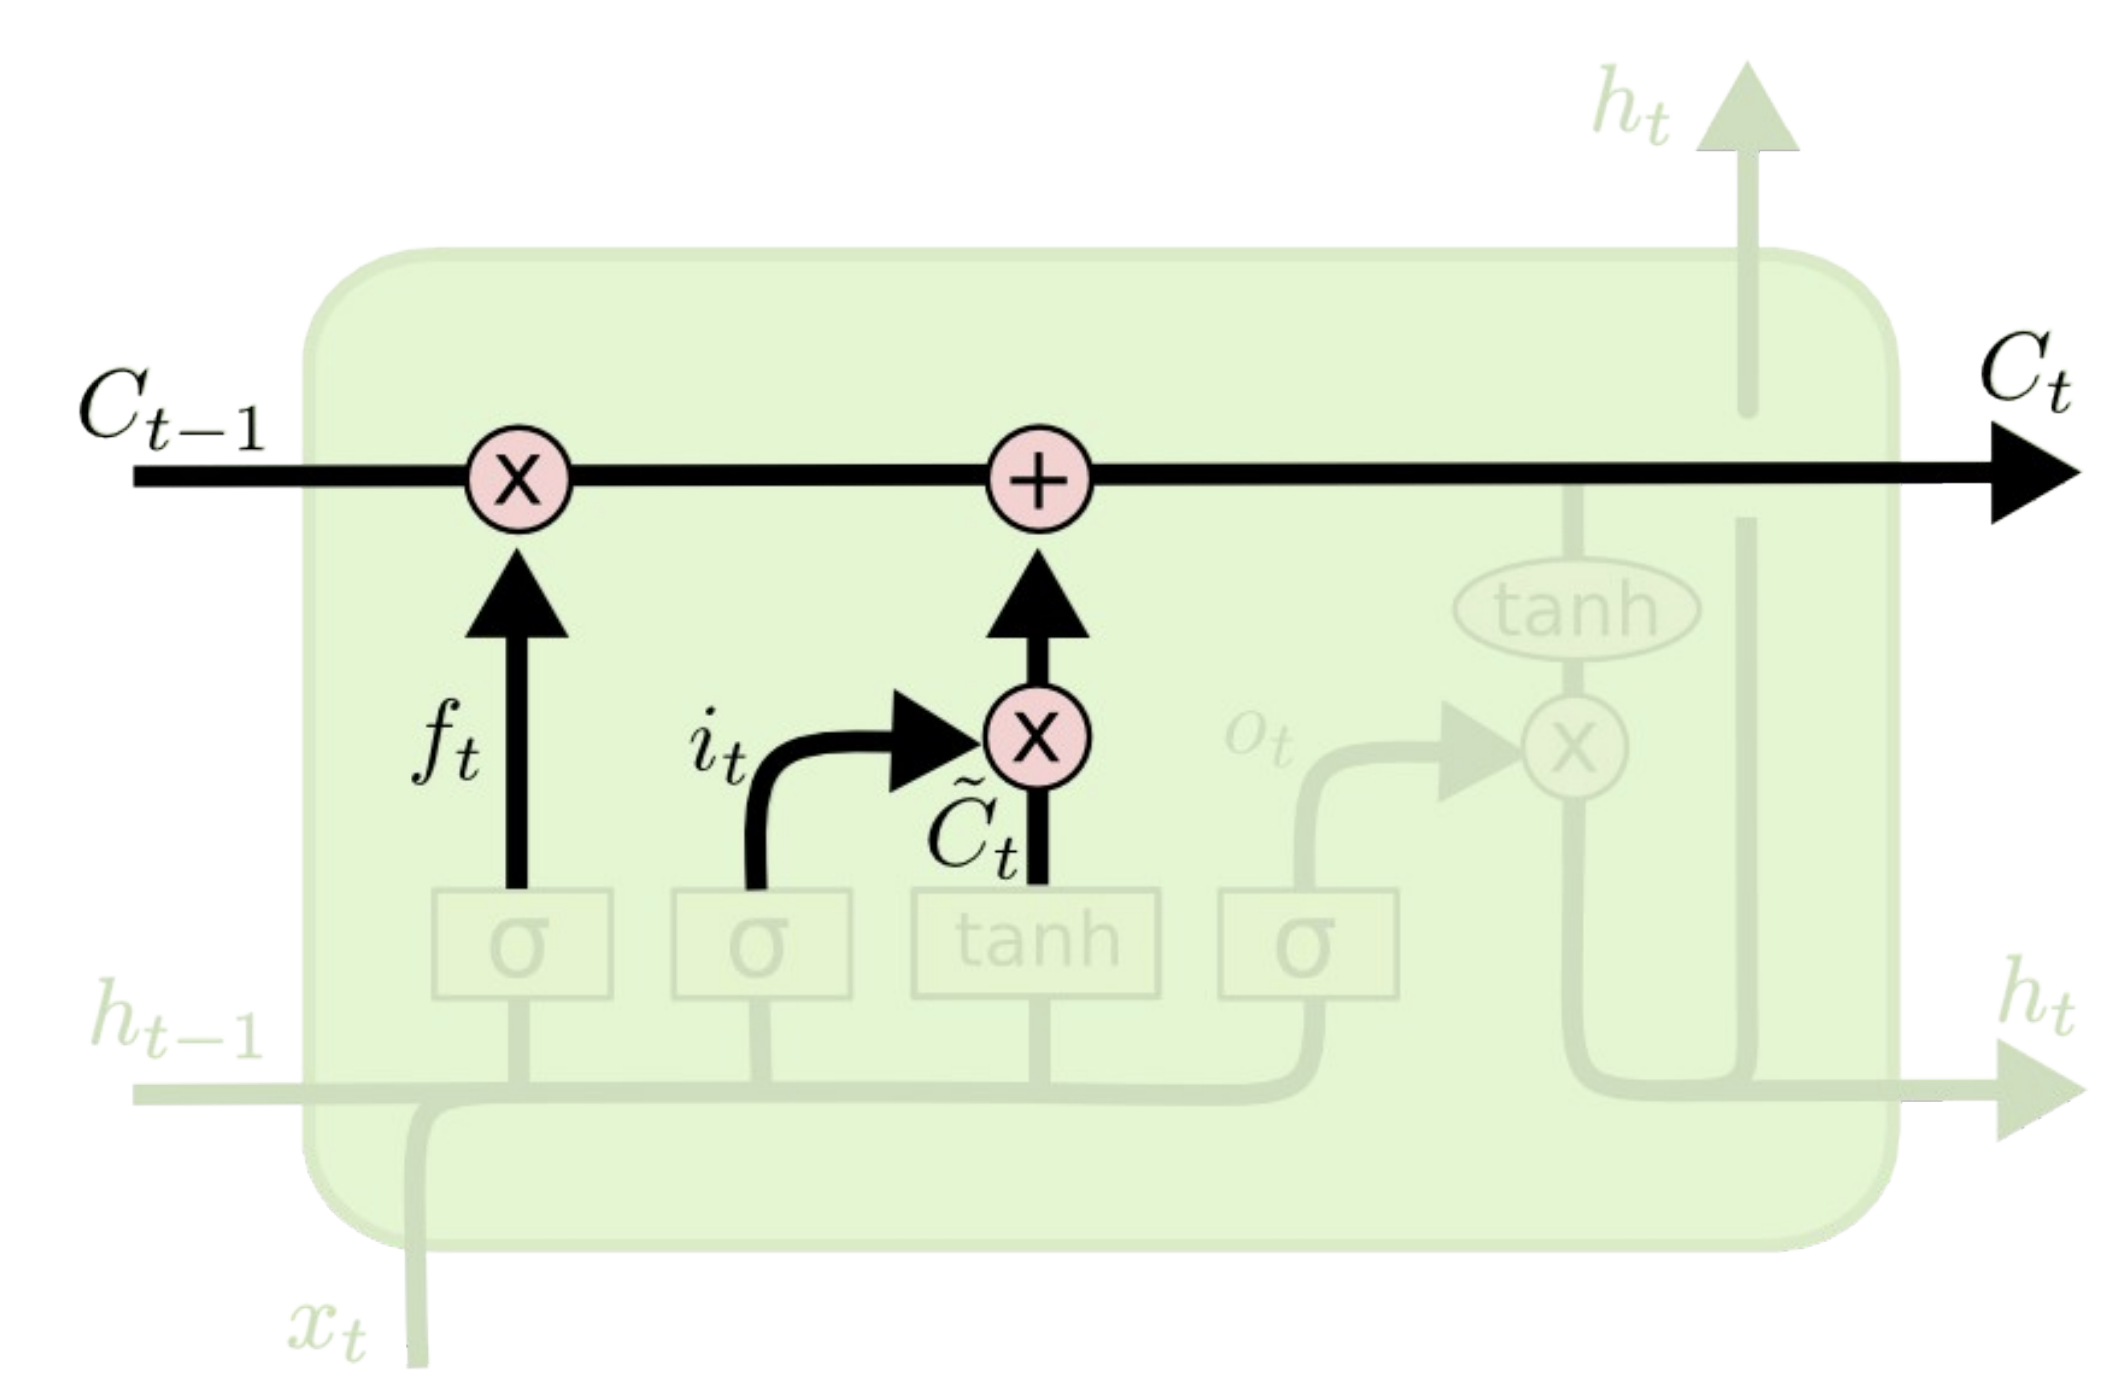 h_t
C_{t-1}
C_t
x
+
tanh
f_t
i_t
x
o_t
x
C̃_t
σ
σ
tanh
σ
h_{t-1}
h_t
x_t